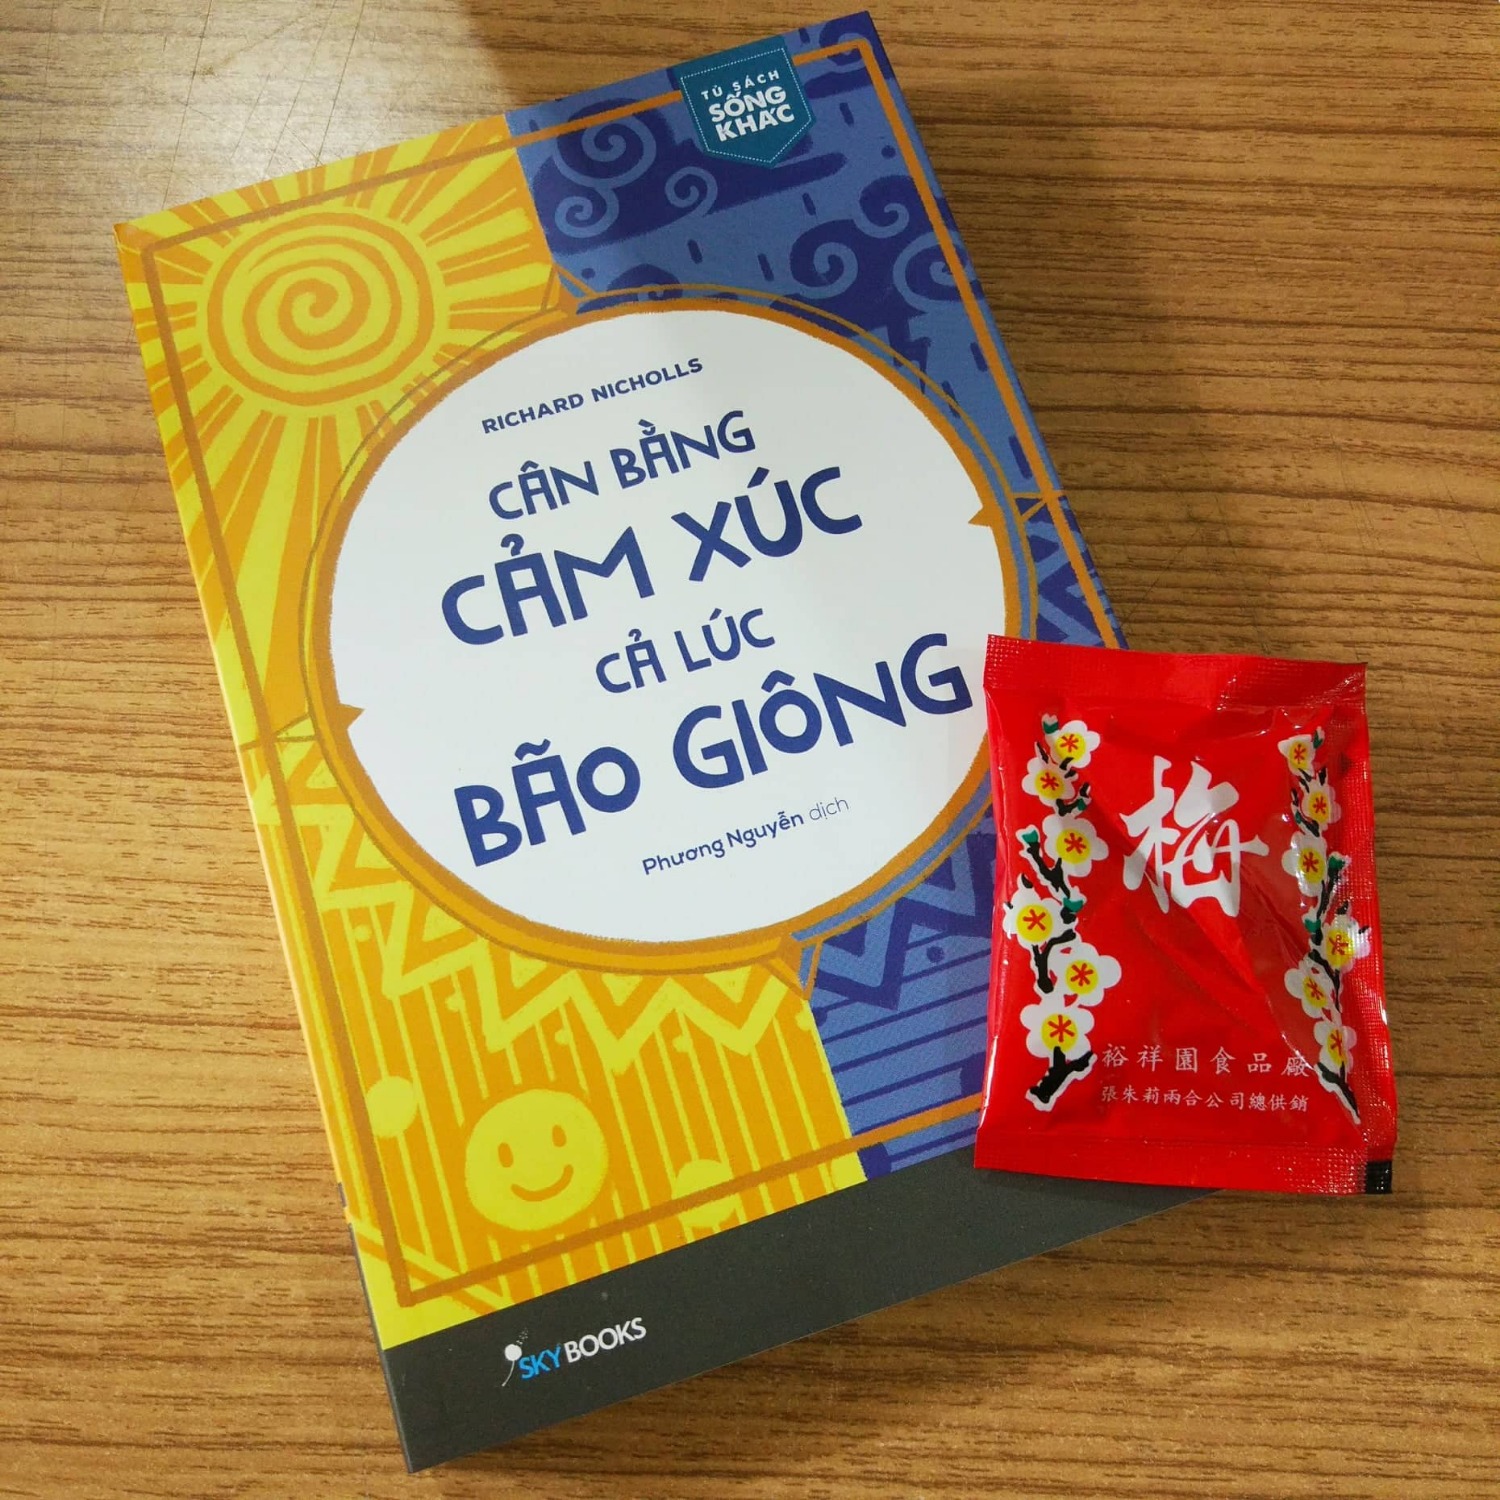 TỦ SÁCH
SỐNG
KHÁC
RICHARD NICHOLLS
CÂN BẰNG
CẢM XÚC
CẢ LÚC
BÃO GIÔNG
Phương Nguyễn dịch
SKYBOOKS
梅
裕祥園食品廠
張朱莉兩合公司總供銷